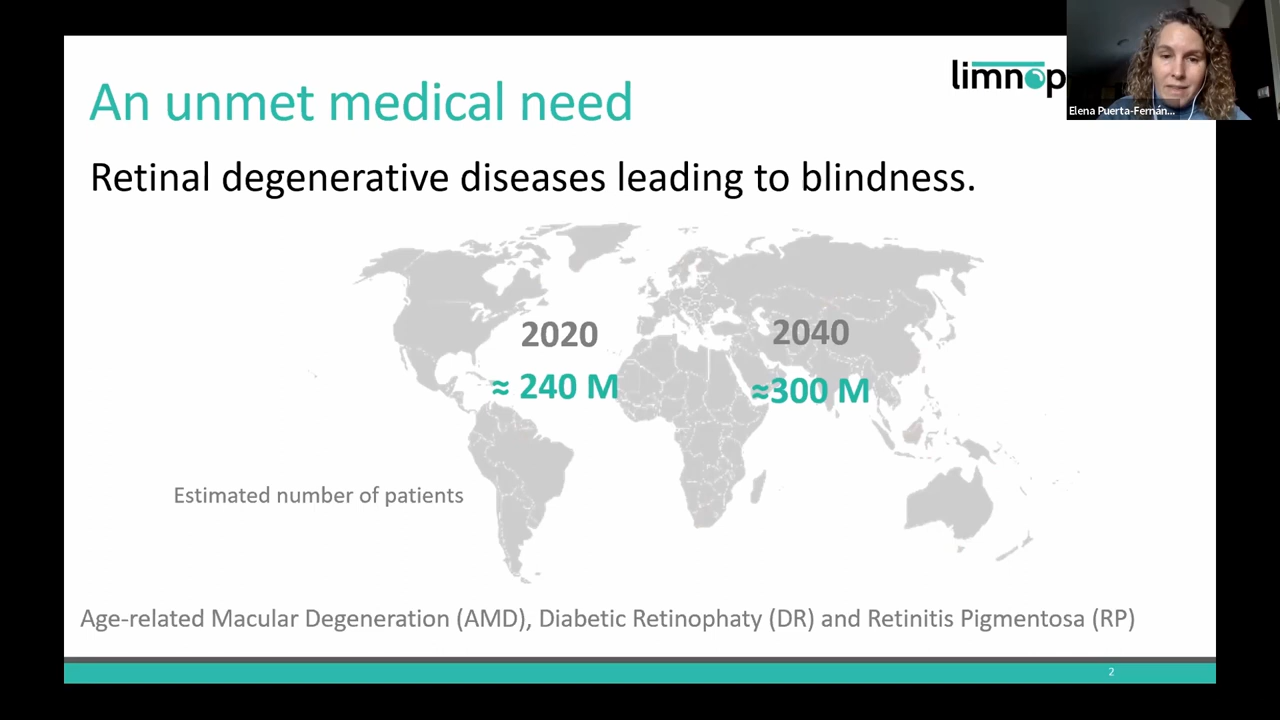 An unmet medical need
limnop
Elena Puerta-Fernán...
Retinal degenerative diseases leading to blindness.
2020
2040
≈ 240 M
≈300 M
Estimated number of patients
Age-related Macular Degeneration (AMD), Diabetic Retinophaty (DR) and Retinitis Pigmentosa (RP)
2